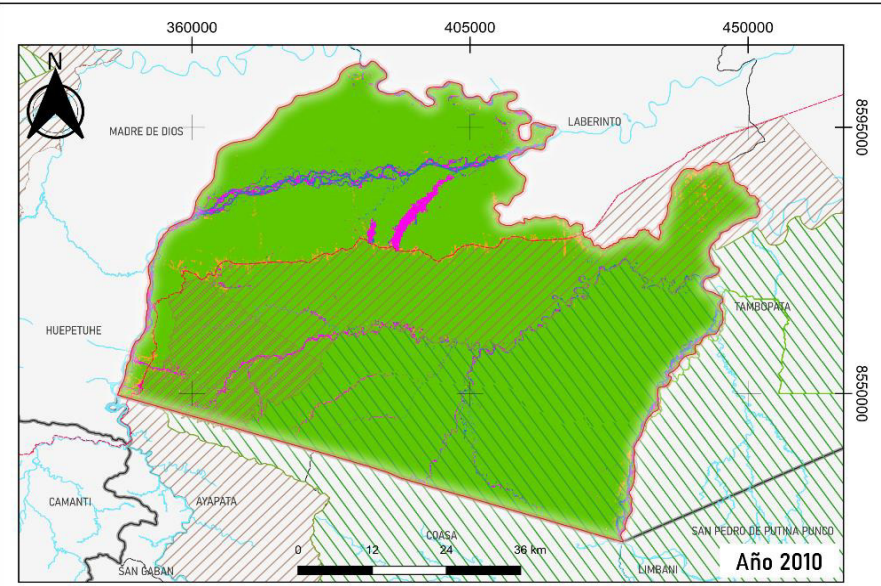 360000
405000
450000
N
LABERINTO
MADRE DE DIOS
8595000
TAMBOPATA
HUEPETUHE
8550000
CAMANTI
AYAPATA
COASA
SAN PEDRO DE PUTINA PUNCO
0 12 24 36 km
SAN GABAN
LIMBANI
Año 2010